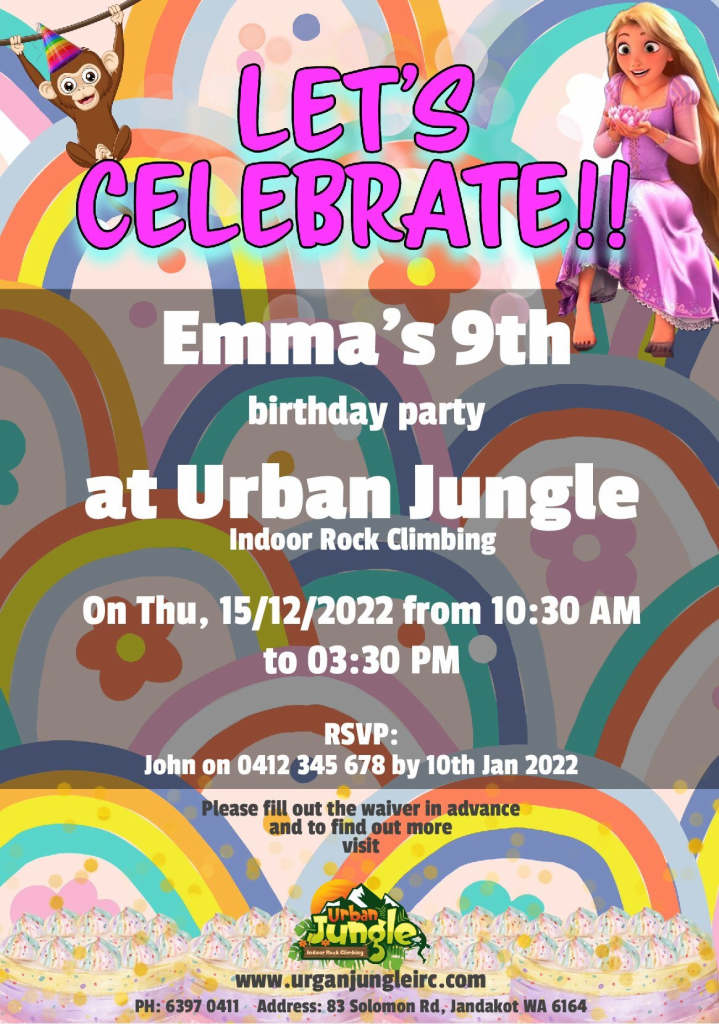 LET'S
CELEBRATE!!
Emma's 9th
birthday party
at Urban Jungle
Indoor Rock Climbing
On Thu, 15/12/2022 from 10:30 AM
to 03:30 PM
RSVP:
John on 0412 345 678 by 10th Jan 2022
Please fill out the waiver in advance
and to find out more
visit
Urban
Jungle
Indoor Rock Climbing
www.urganjungleirc.com
PH: 6397 0411 Address: 83 Solomon Rd, Jandakot WA 6164